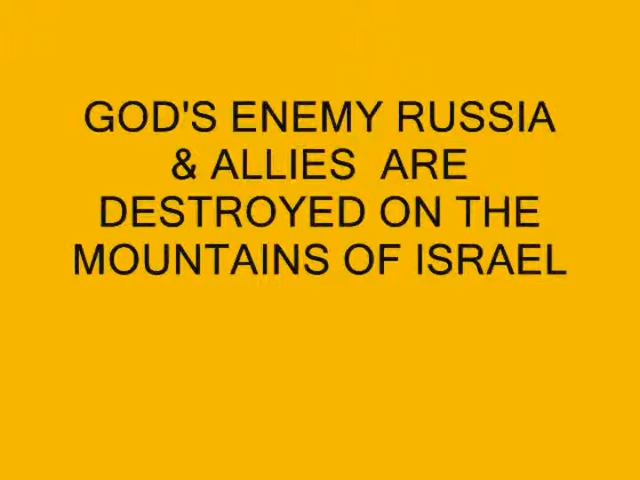 GOD'S ENEMY RUSSIA
& ALLIES  ARE
DESTROYED ON THE
MOUNTAINS OF ISRAEL